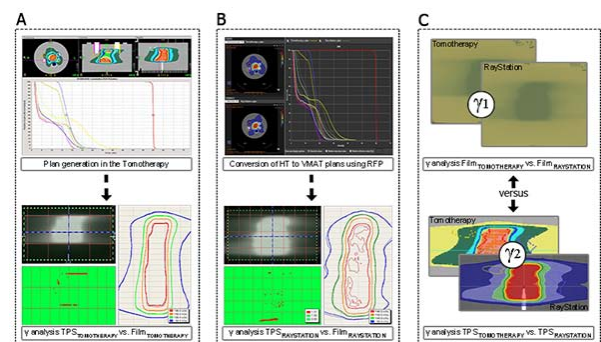 A
Plan generation in the Tomotherapy
γ analysis TPSTOMOTHERAPY vs. FilmTOMOTHERAPY
B
Conversion of HT to VMAT plans using RFP
γ analysis TPSRAYSTATION vs. FilmRAYSTATION
C
Tomotherapy
RayStation
γ1
γ analysis FilmTOMOTHERAPY vs. FilmRAYSTATION
versus
Tomotherapy
γ2
RayStation
γ analysis TPSTOMOTHERAPY vs. TPSRAYSTATION